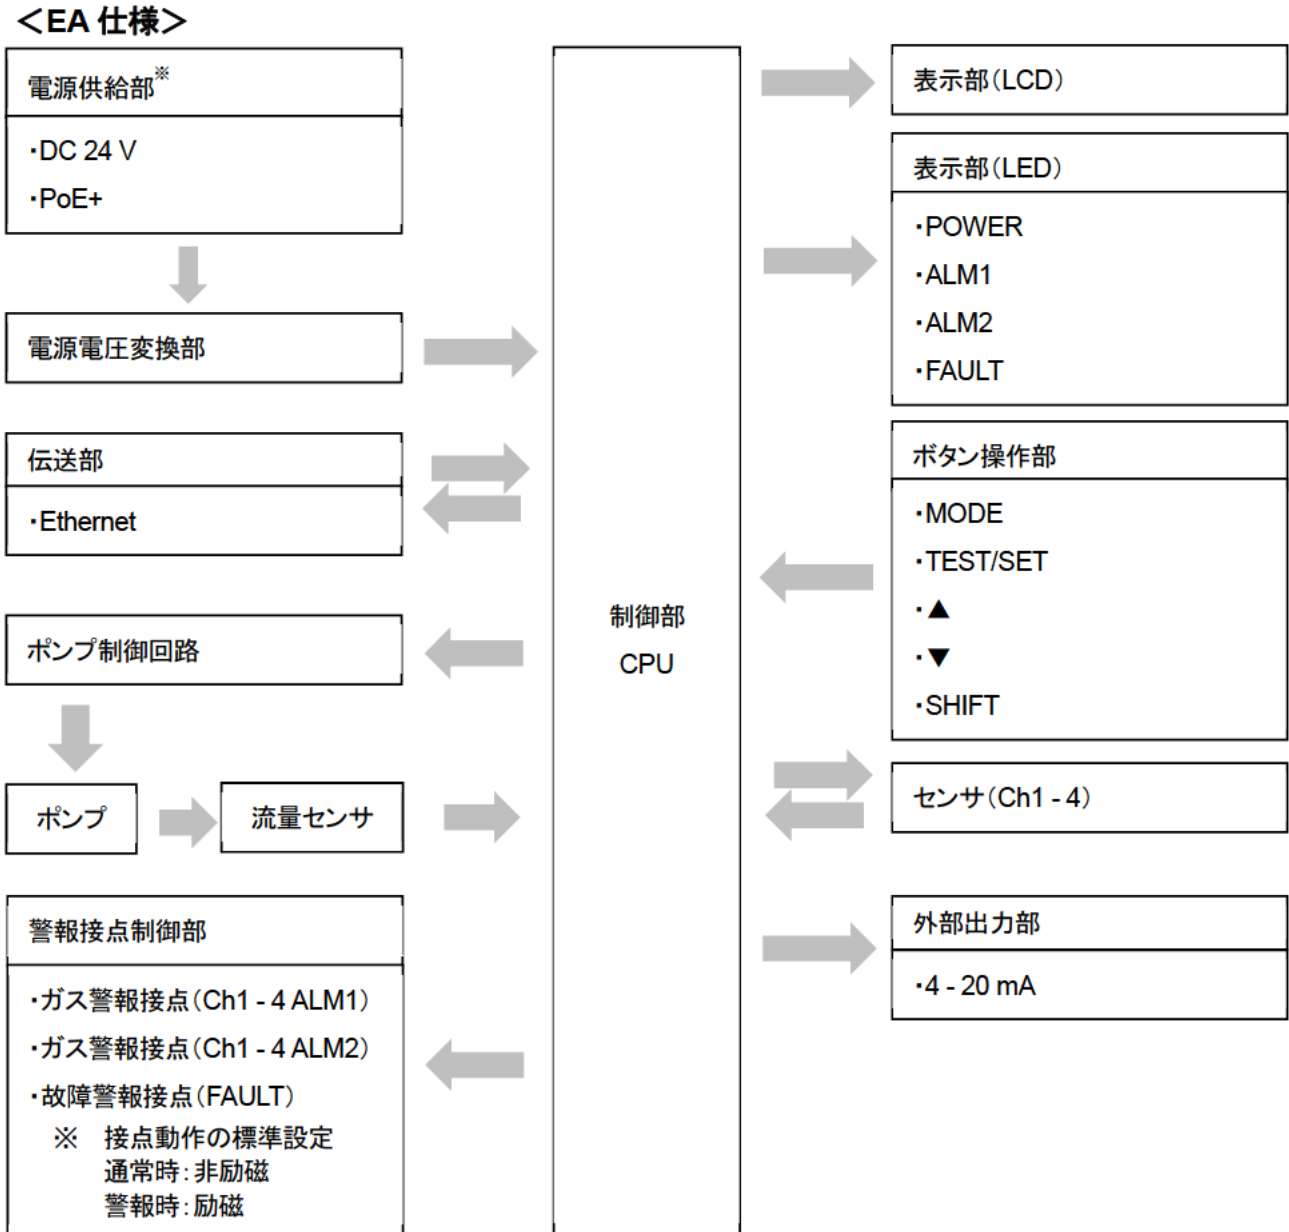 ＜EA 仕様＞
電源供給部※
・DC 24 V
・PoE+
電源電圧変換部
伝送部
・Ethernet
ポンプ制御回路
ポンプ
流量センサ
警報接点制御部
・ガス警報接点（Ch1 - 4 ALM1）
・ガス警報接点（Ch1 - 4 ALM2）
・故障警報接点（FAULT）
※　接点動作の標準設定
通常時：非励磁
警報時：励磁
制御部
CPU
表示部（LCD）
表示部（LED）
・POWER
・ALM1
・ALM2
・FAULT
ボタン操作部
・MODE
・TEST/SET
・▲
・▼
・SHIFT
センサ（Ch1 - 4）
外部出力部
・4 - 20 mA